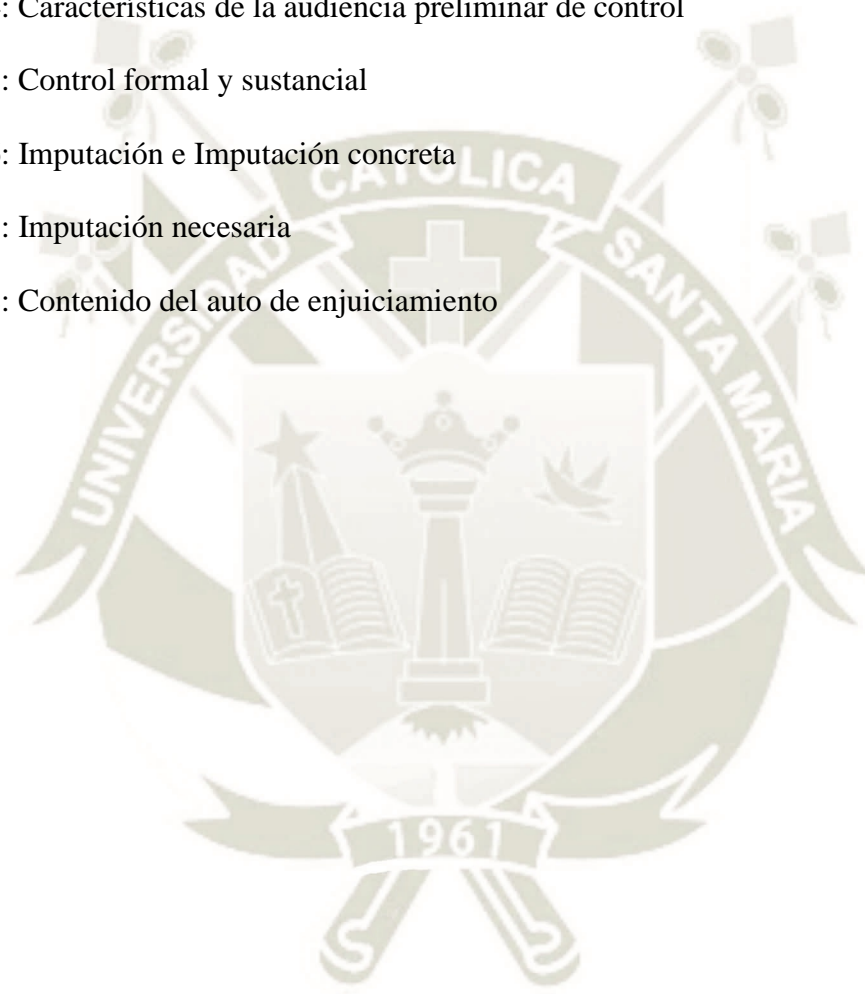 : Características de la audiencia preliminar de control
: Control formal y sustancial
: Imputación e Imputación concreta
: Imputación necesaria
: Contenido del auto de enjuiciamiento
UNIVERSIDAD CATOLICA SANTA MARIA
1961